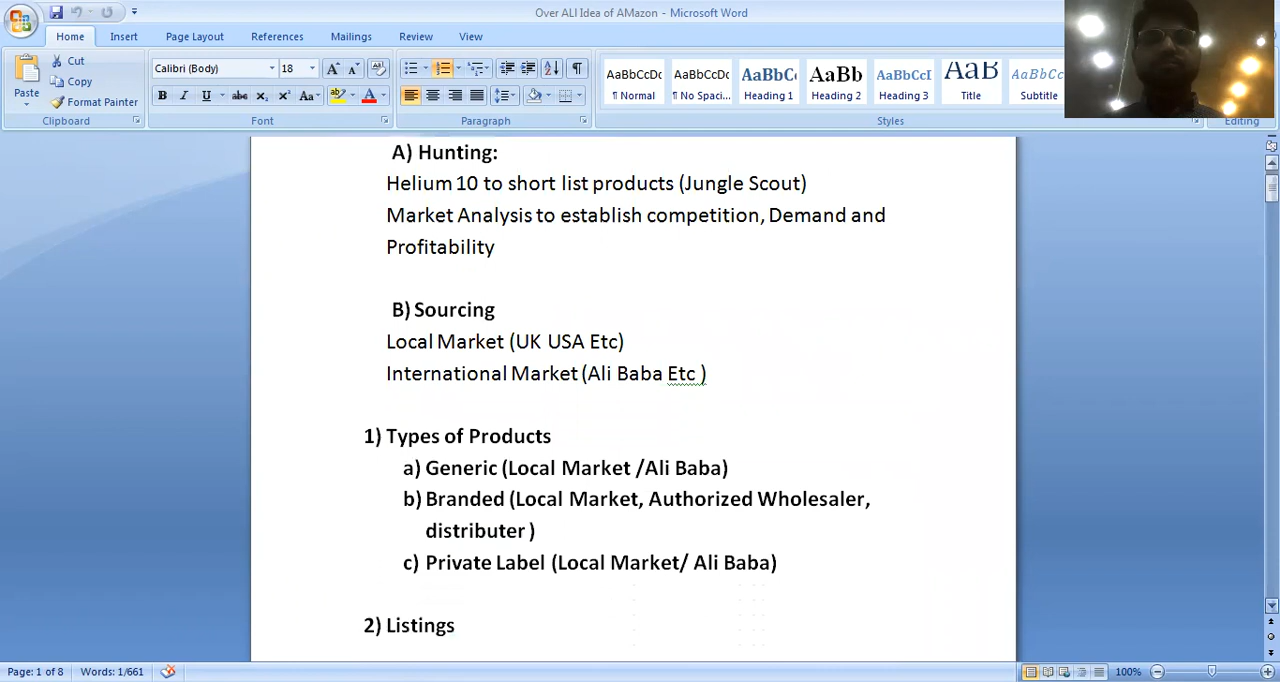 Over ALI Idea of AMazon - Microsoft Word
Home Insert Page Layout References Mailings Review View
Cut
Copy
Format Painter
Paste
Clipboard
Calibri (Body) 18
Font
Paragraph
AaBbCcDc AaBbCcDc AaBbC AaBb AaBbCcI AaB AaBbCcI
¶ Normal ¶ No Spaci... Heading 1 Heading 2 Heading 3 Title Subtitle
Styles
Editing
A) Hunting:
Helium 10 to short list products (Jungle Scout)
Market Analysis to establish competition, Demand and
Profitability
B) Sourcing
Local Market (UK USA Etc)
International Market (Ali Baba Etc )
1) Types of Products
a) Generic (Local Market /Ali Baba)
b) Branded (Local Market, Authorized Wholesaler,
distributer )
c) Private Label (Local Market/ Ali Baba)
2) Listings
Page: 1 of 8 Words: 1/661 100%